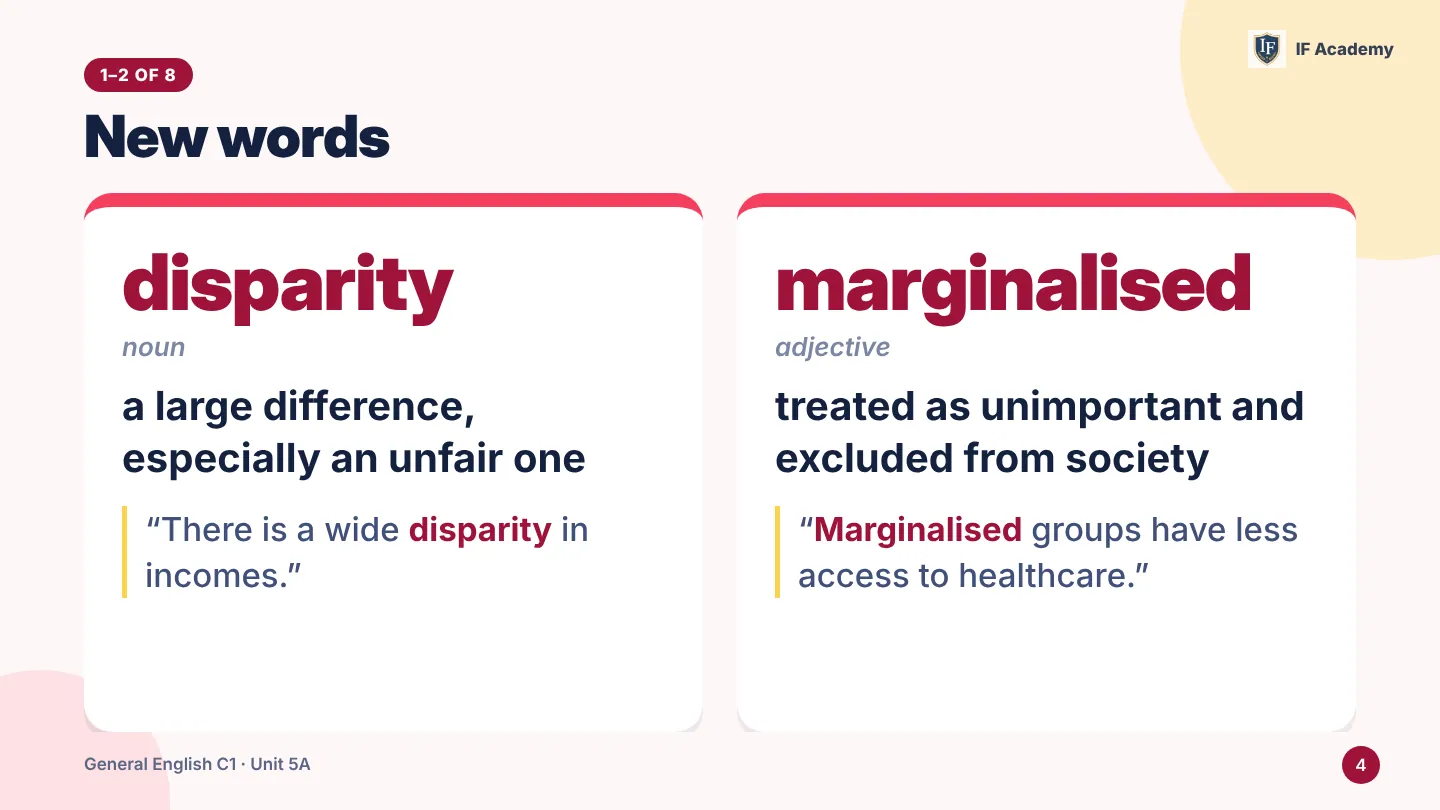 IF
IF Academy
1–2 OF 8
New words
disparity
noun
a large difference,
especially an unfair one
“There is a wide disparity in
incomes.”
marginalised
adjective
treated as unimportant and
excluded from society
“Marginalised groups have less
access to healthcare.”
General English C1 · Unit 5A
4